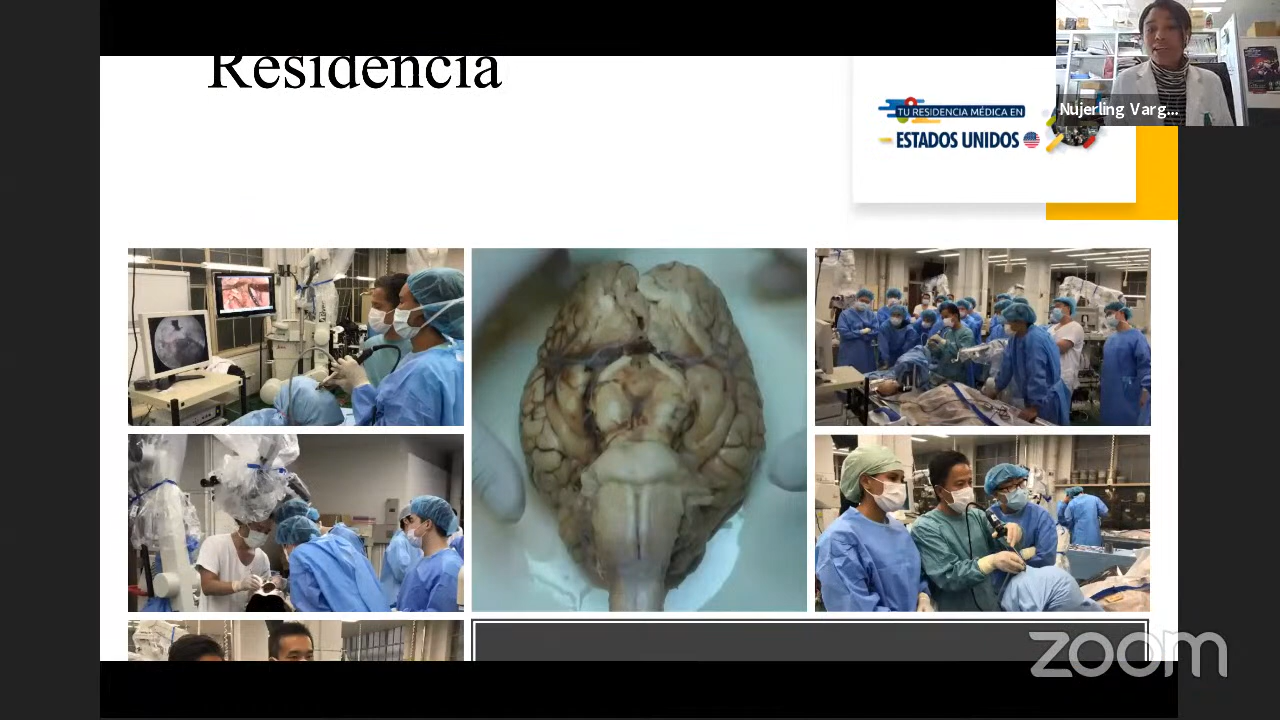 Residencia
TU RESIDENCIA MÉDICA EN
ESTADOS UNIDOS
Nujerling Varg...
zoom